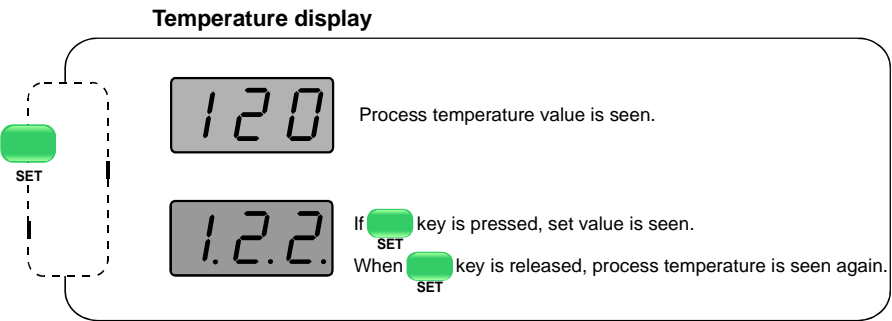 Temperature display
120
Process temperature value is seen.
SET
1.2.2.
If SET key is pressed, set value is seen.
When SET key is released, process temperature is seen again.